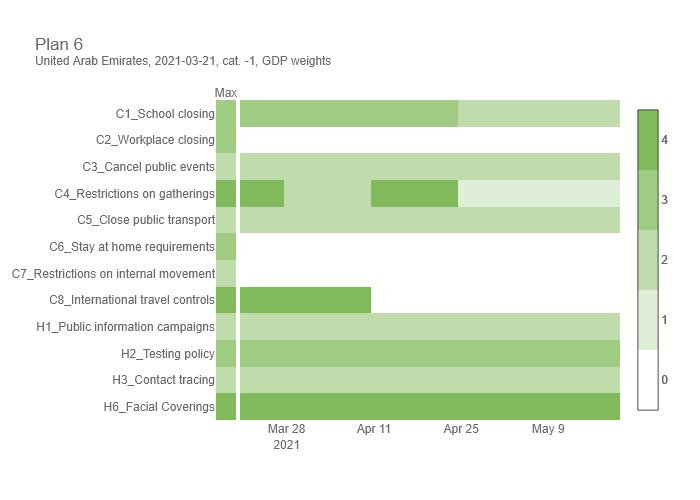 Plan 6
United Arab Emirates, 2021-03-21, cat. -1, GDP weights
Max
C1_School closing
C2_Workplace closing
C3_Cancel public events
C4_Restrictions on gatherings
C5_Close public transport
C6_Stay at home requirements
C7_Restrictions on internal movement
C8_International travel controls
H1_Public information campaigns
H2_Testing policy
H3_Contact tracing
H6_Facial Coverings
Mar 28 Apr 11 Apr 25 May 9
2021
4
3
2
1
0